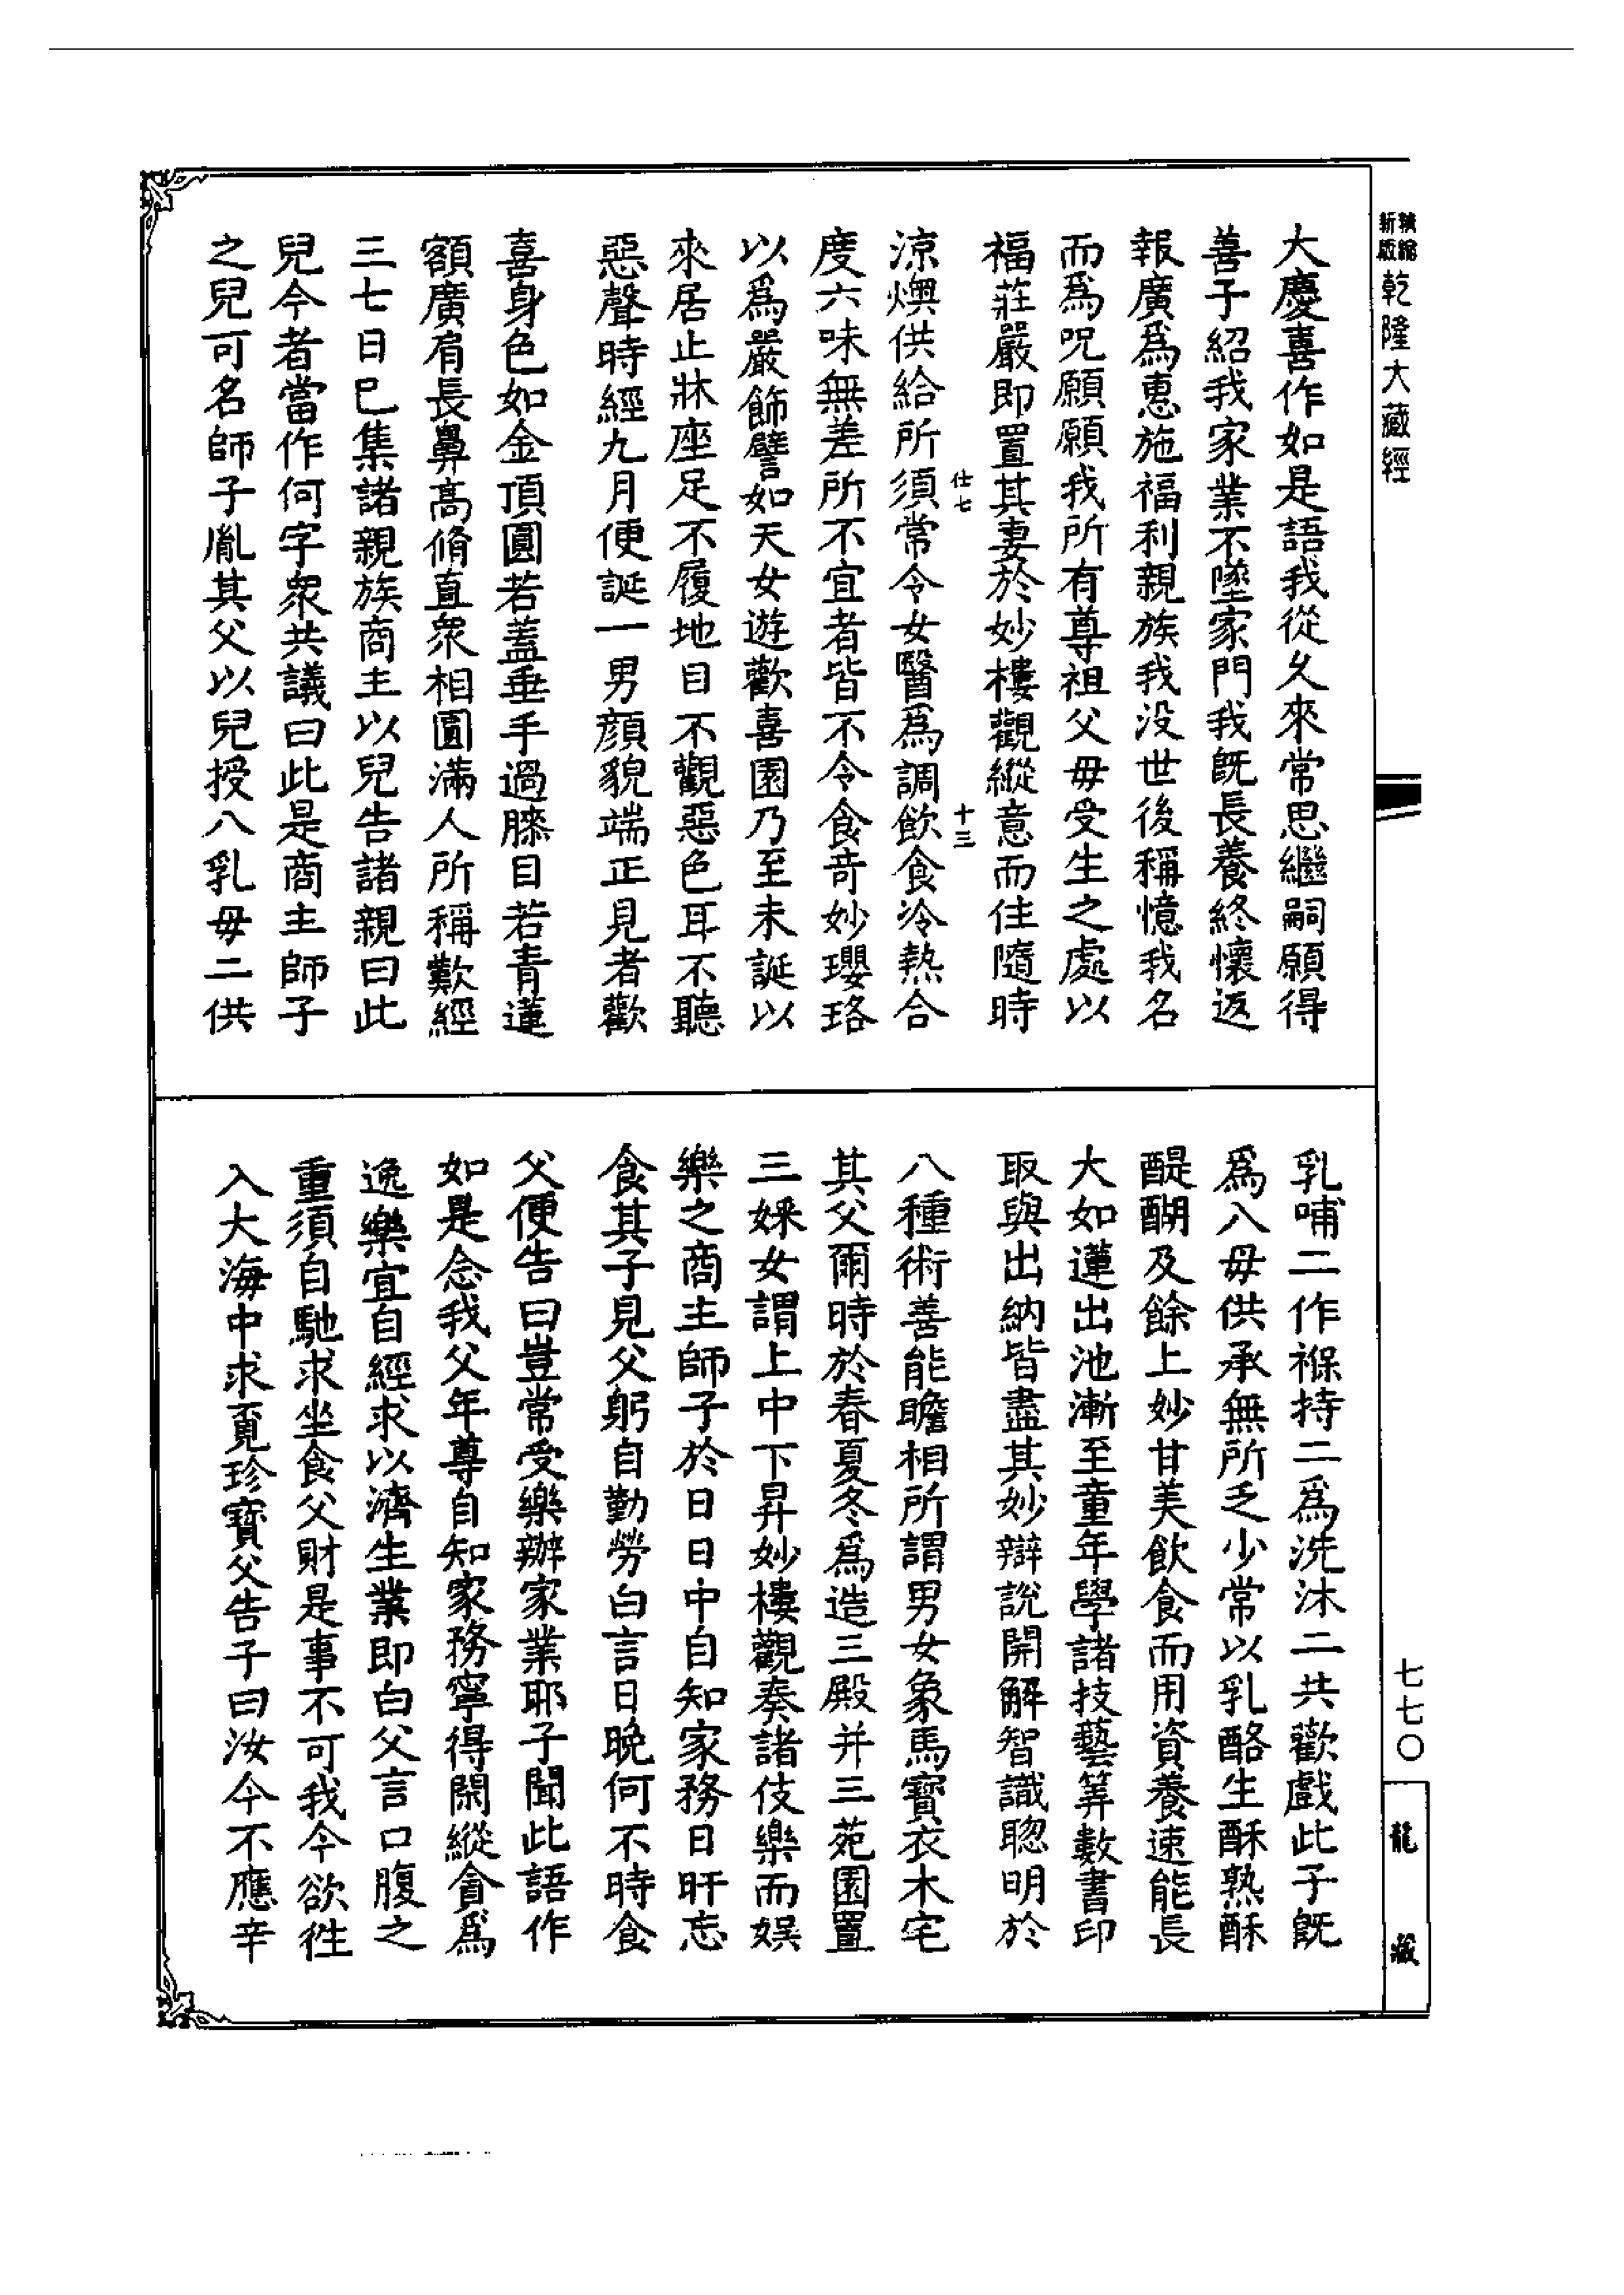 新版精縮
乾隆大藏經
大慶喜作如是語我從久來常思繼嗣願得
善子紹我家業不墜家門我旣長養終懷返
報廣爲惠施福利親族我没世後稱憶我名
而爲呪願願我所有尊祖父母受生之處以
福莊嚴即置其妻於妙樓觀縱意而住隨時
仕七 十三
涼燠供給所須常令女醫爲調飮食冷熱合
度六味無差所不宜者皆不令食竒妙瓔珞
以爲嚴飾譬如天女遊歡喜園乃至未誕以
來居止牀座足不履地目不觀惡色耳不聽
惡聲時經九月便誕一男顏貌端正見者歡
喜身色如金頂圓若蓋垂手過膝目若青蓮
額廣肩長鼻高脩直衆相圓滿人所稱歎經
三七日已集諸親族商主以兒告諸親曰此
兒今者當作何字衆共議曰此是商主師子
之兒可名師子胤其父以兒授八乳母二供
乳哺二作褓持二爲洗沐二共歡戲此子旣
爲八母供承無所乏少常以乳酪生酥熟酥
醍醐及餘上妙甘美飮食而用資養速能長
大如蓮出池漸至童年學諸技藝筭數書印
取與出納皆盡其妙辯說開解智識聰明於
八種術善能瞻相所謂男女象馬寶衣木宅
其父爾時於春夏冬爲造三殿并三苑園置
三婇女謂上中下昇妙樓觀奏諸伎樂而娱
樂之商主師子於日日中自知家務日旰忘
食其子見父躬自勤勞白言日晚何不時食
父便告曰豈常受樂辦家業耶子聞此語作
如是念我父年尊自知家務寧得閑縱貪爲
逸樂宜自經求以濟生業即白父言口腹之
重須自馳求坐食父財是事不可我今欲徃
入大海中求覓珍寶父告子曰汝今不應辛
七七〇
龍藏